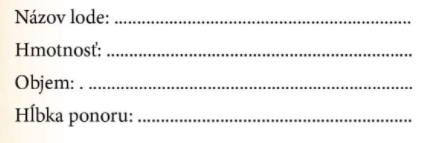 Názov lode: ..................................................................
Hmotnosť: ....................................................................
Objem: . ........................................................................
Hĺbka ponoru: .............................................................